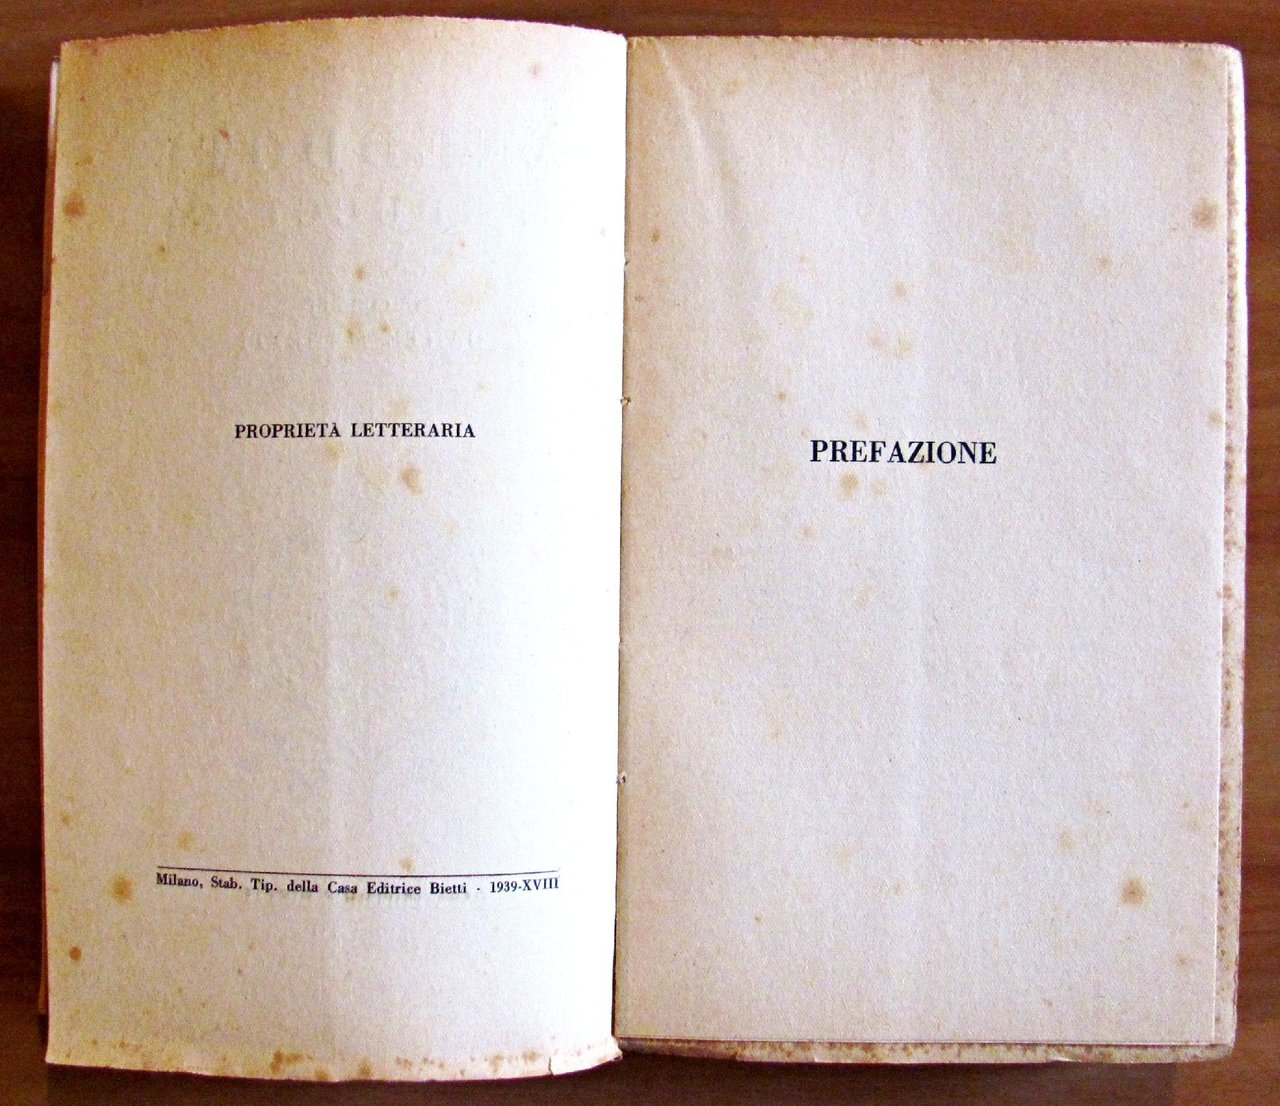 PROPRIETÀ LETTERARIA
Milano, Stab. Tip. della Casa Editrice Bietti - 1939-XVIII
PREFAZIONE